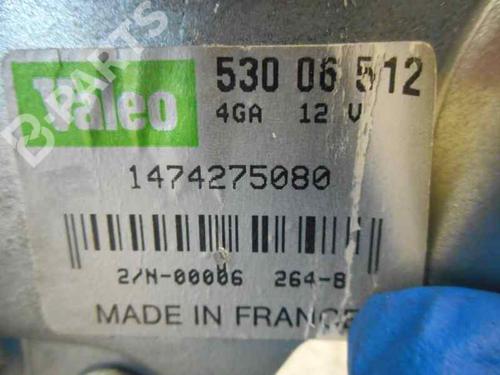 Valeo 530 06 512
4GA 12 V
1474275080
2/N-00006 264-8
MADE IN FRANCE
B-PARTS